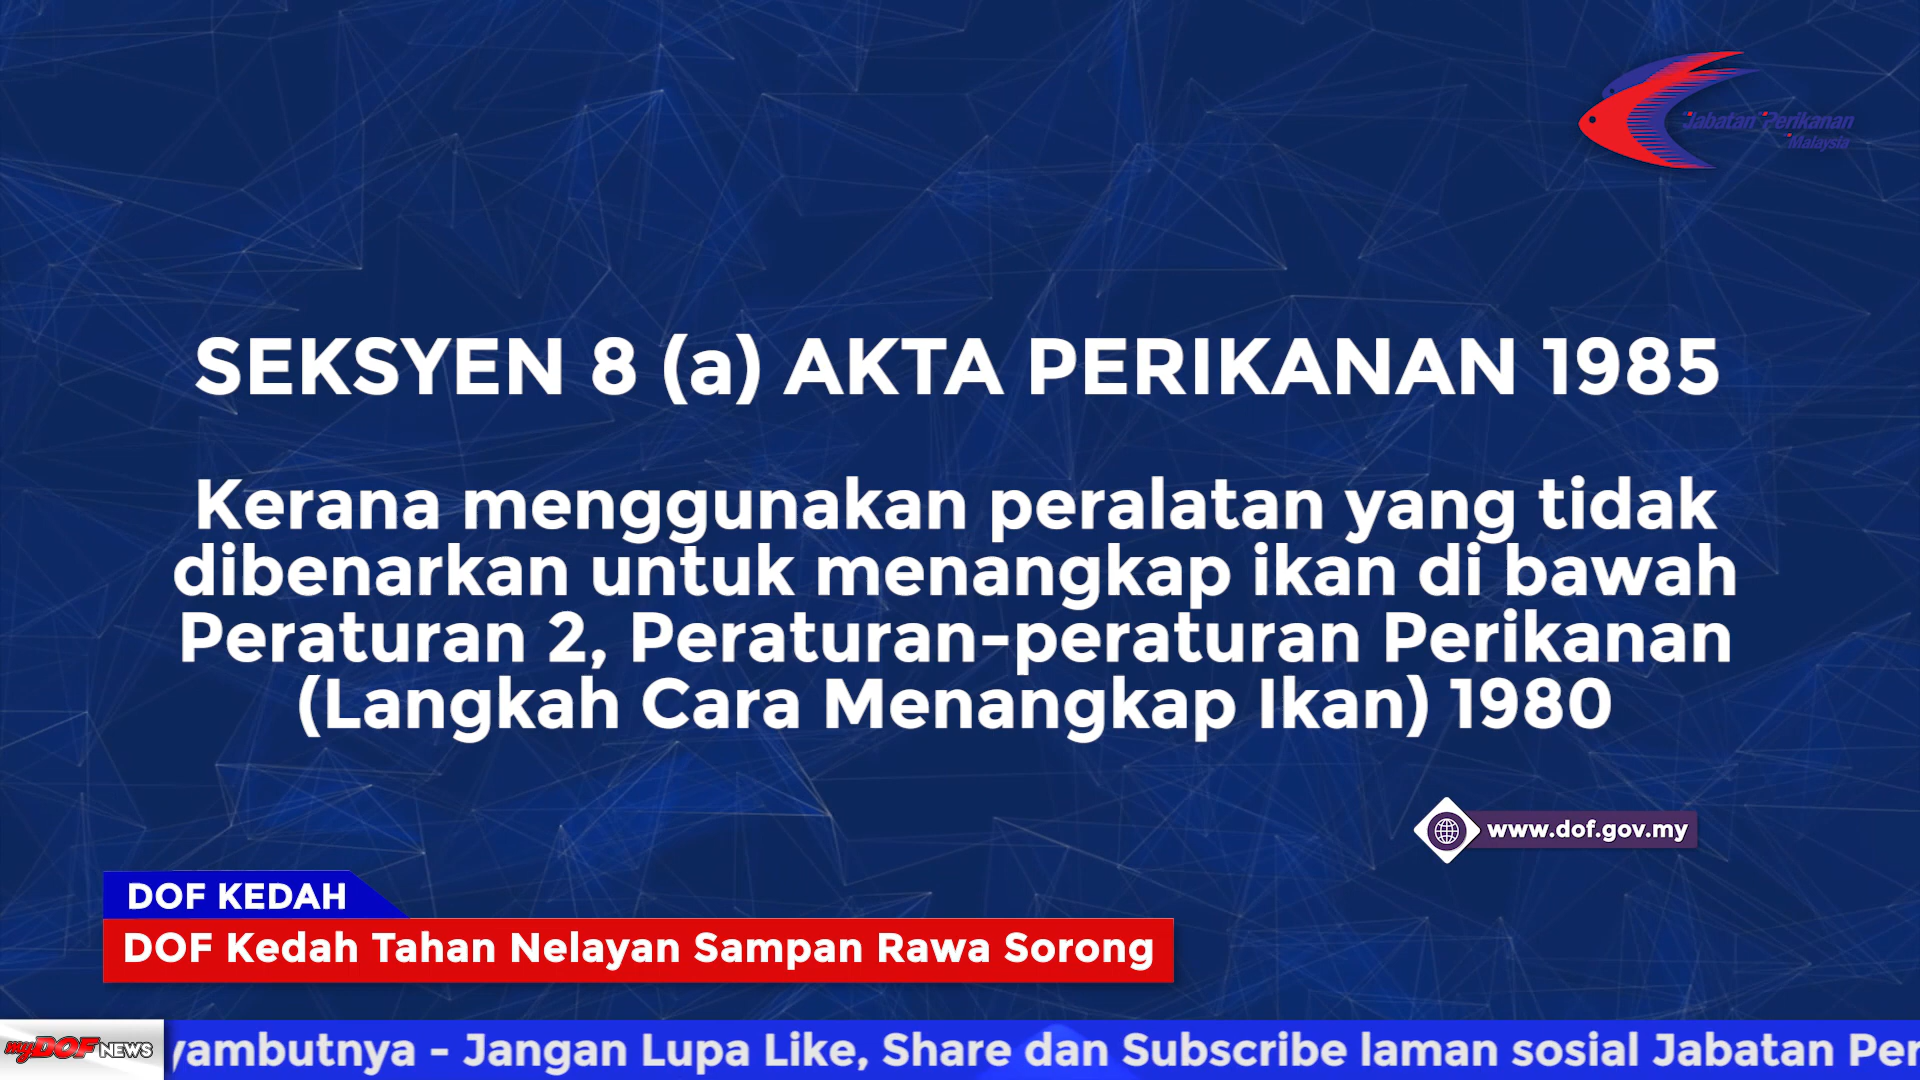 Jabatan Perikanan
Malaysia
SEKSYEN 8 (a) AKTA PERIKANAN 1985
Kerana menggunakan peralatan yang tidak
dibenarkan untuk menangkap ikan di bawah
Peraturan 2, Peraturan-peraturan Perikanan
(Langkah Cara Menangkap Ikan) 1980
www.dof.gov.my
DOF KEDAH
DOF Kedah Tahan Nelayan Sampan Rawa Sorong
myDOF NEWS
yambutnya - Jangan Lupa Like, Share dan Subscribe laman sosial Jabatan Per